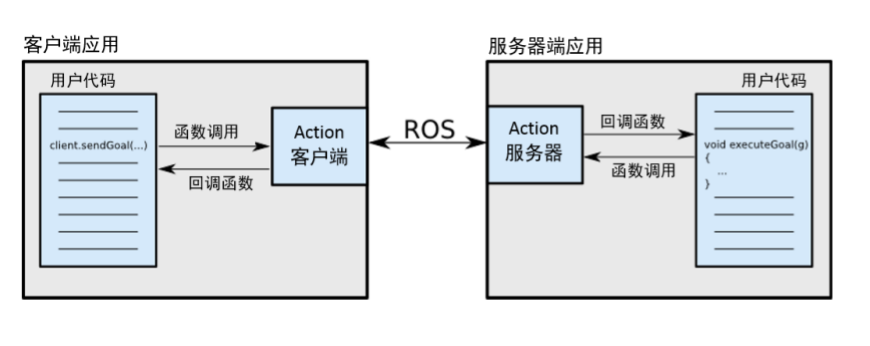 客户端应用
用户代码
client.sendGoal(...)
函数调用
回调函数
Action
客户端
ROS
服务器端应用
Action
服务器
回调函数
函数调用
用户代码
void executeGoal(g)
{
...
}